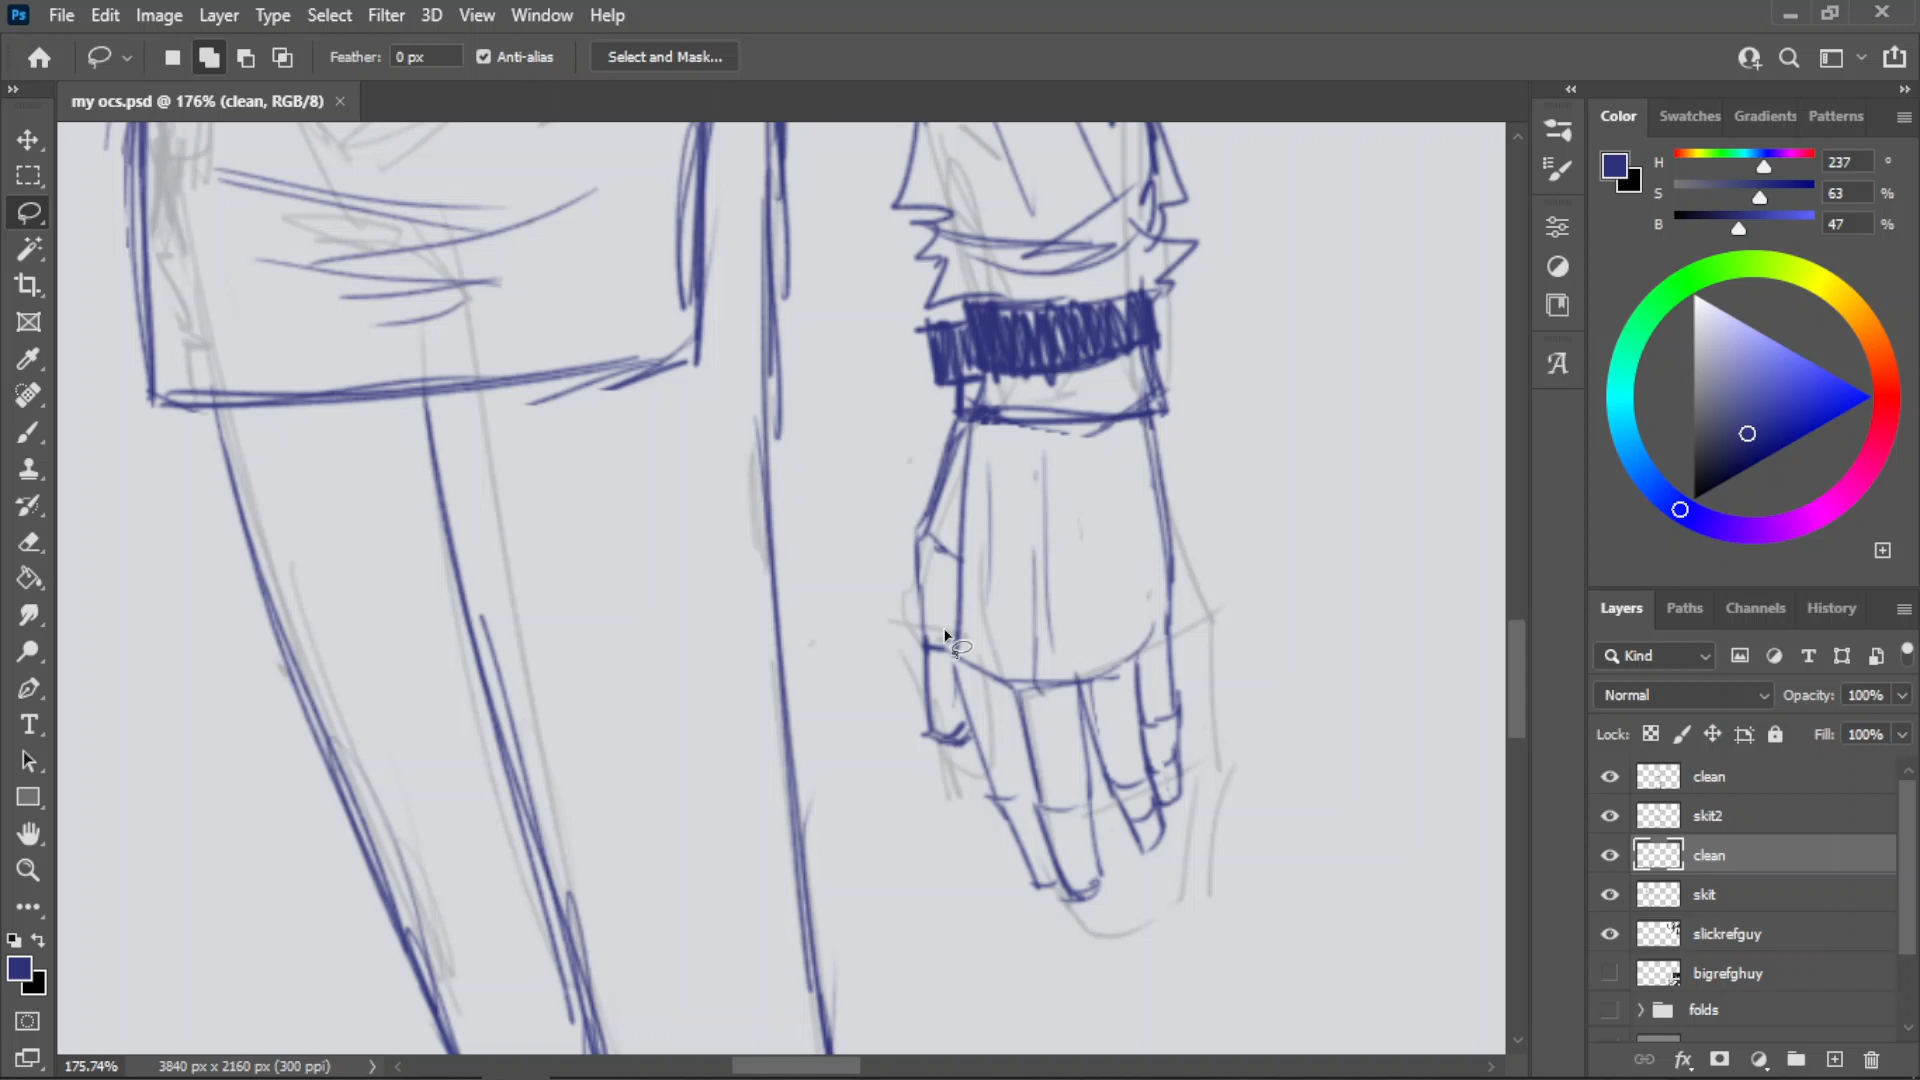 Ps File Edit Image Layer Type Select Filter 3D View Window Help
Feather: 0 px Anti-alias Select and Mask...
my ocs.psd @ 176% (clean, RGB/8)
Color Swatches Gradients Patterns
H 237 °
S 63 %
B 47 %
Layers Paths Channels History
Kind
Normal Opacity: 100%
Lock: Fill: 100%
clean
skit2
clean
skit
slickrefguy
bigrefghuy
folds
fx
175.74% 3840 px x 2160 px (300 ppi)